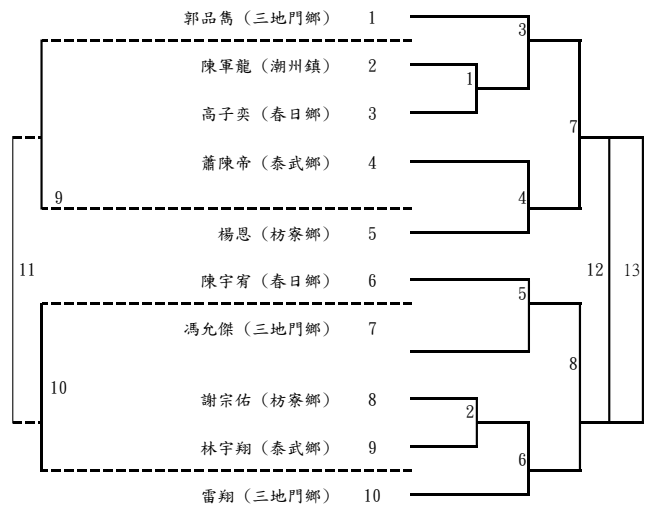 郭品雋（三地門鄉） 1
3
陳軍龍（潮州鎮） 2
1
高子奕（春日鄉） 3
7
蕭陳帝（泰武鄉） 4
9
4
楊恩（枋寮鄉） 5
11
12
13
陳宇宥（春日鄉） 6
5
馮允傑（三地門鄉） 7
8
10
謝宗佑（枋寮鄉） 8
2
林宇翔（泰武鄉） 9
6
雷翔（三地門鄉） 10